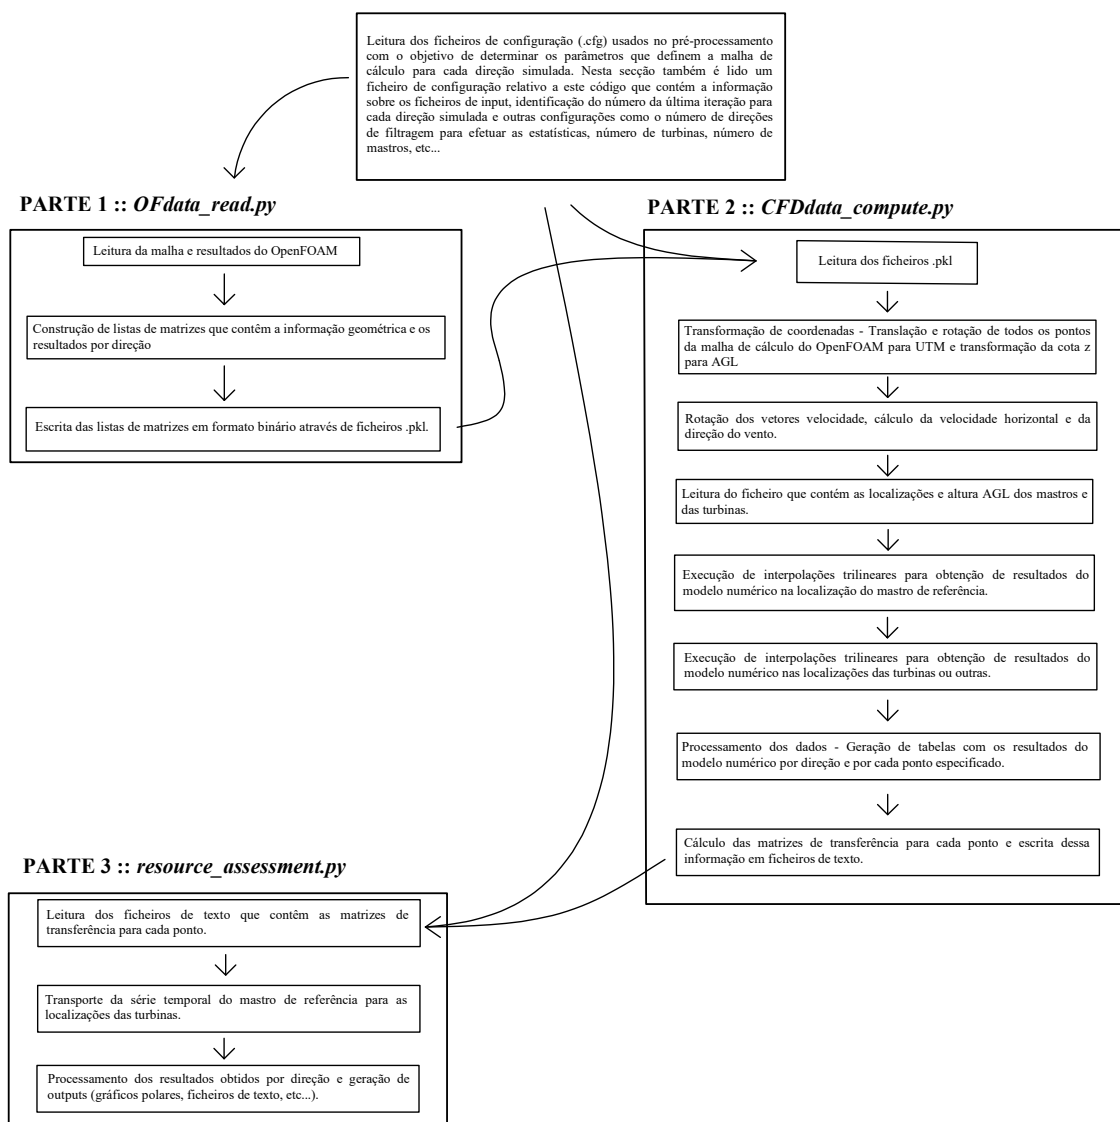 Leitura dos ficheiros de configuração (.cfg) usados no pré-processamento
com o objetivo de determinar os parâmetros que definem a malha de
cálculo para cada direção simulada. Nesta secção também é lido um
ficheiro de configuração relativo a este código que contém a informação
sobre os ficheiros de input, identificação do número da última iteração para
cada direção simulada e outras configurações como o número de direções
de filtragem para efetuar as estatísticas, número de turbinas, número de
mastros, etc...
PARTE 1 :: OFdata_read.py
Leitura da malha e resultados do OpenFOAM
Construção de listas de matrizes que contêm a informação geométrica e os
resultados por direção
Escrita das listas de matrizes em formato binário através de ficheiros .pkl.
PARTE 2 :: CFDdata_compute.py
Leitura dos ficheiros .pkl
Transformação de coordenadas - Translação e rotação de todos os pontos
da malha de cálculo do OpenFOAM para UTM e transformação da cota z
para AGL
Rotação dos vetores velocidade, cálculo da velocidade horizontal e da
direção do vento.
Leitura do ficheiro que contém as localizações e altura AGL dos mastros e
das turbinas.
Execução de interpolações trilineares para obtenção de resultados do
modelo numérico na localização do mastro de referência.
Execução de interpolações trilineares para obtenção de resultados do
modelo numérico nas localizações das turbinas ou outras.
Processamento dos dados - Geração de tabelas com os resultados do
modelo numérico por direção e por cada ponto especificado.
Cálculo das matrizes de transferência para cada ponto e escrita dessa
informação em ficheiros de texto.
PARTE 3 :: resource_assessment.py
Leitura dos ficheiros de texto que contêm as matrizes de
transferência para cada ponto.
Transporte da série temporal do mastro de referência para as
localizações das turbinas.
Processamento dos resultados obtidos por direção e geração de
outputs (gráficos polares, ficheiros de texto, etc...).